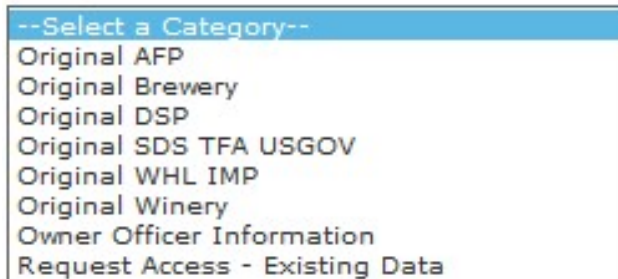 --Select a Category--
Original AFP
Original Brewery
Original DSP
Original SDS TFA USGOV
Original WHL IMP
Original Winery
Owner Officer Information
Request Access - Existing Data